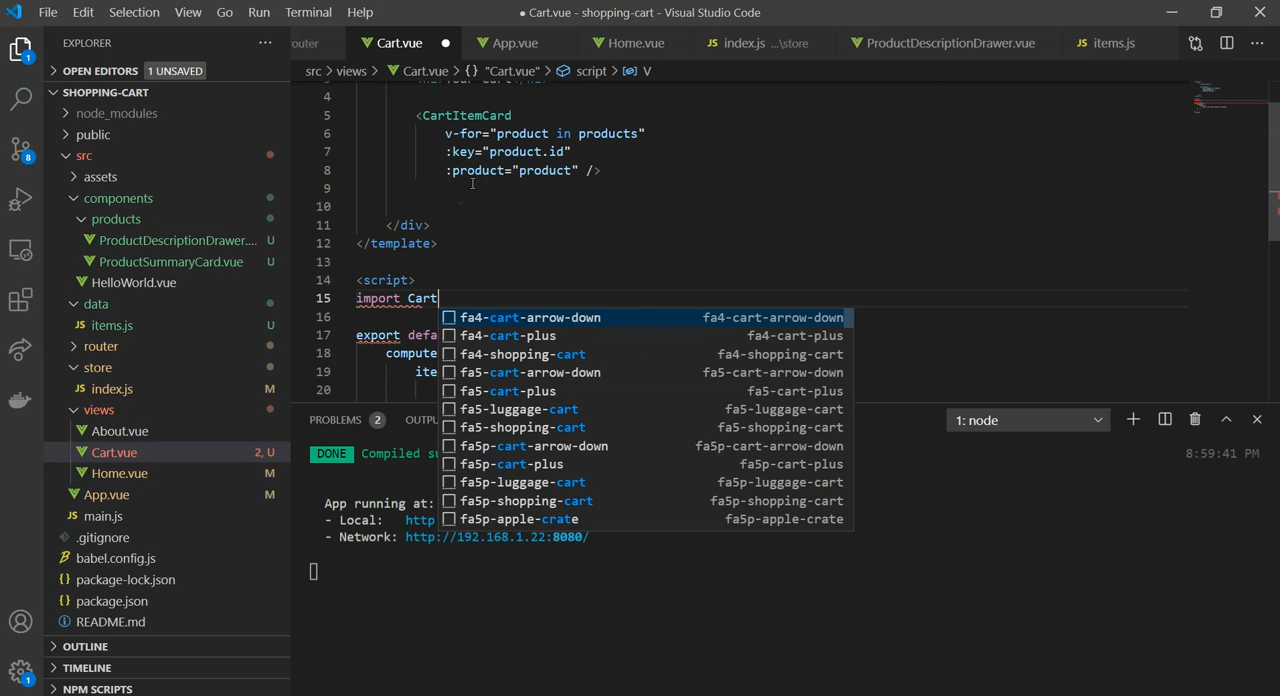 File Edit Selection View Go Run Terminal Help
● Cart.vue - shopping-cart - Visual Studio Code
EXPLORER
outer
Cart.vue
App.vue
Home.vue
JS index.js ...\store
ProductDescriptionDrawer.vue
JS items.js
OPEN EDITORS 1 UNSAVED
src > views > Cart.vue > {} "Cart.vue" > script > V
SHOPPING-CART
node_modules
public
src
assets
components
products
ProductDescriptionDrawer.... U
ProductSummaryCard.vue U
HelloWorld.vue
data
JS items.js U
router
store
JS index.js M
views
About.vue
Cart.vue 2, U
Home.vue M
App.vue M
JS main.js
.gitignore
babel.config.js
{} package-lock.json
{} package.json
README.md
OUTLINE
TIMELINE
NPM SCRIPTS
1
8
1
4
5 <CartItemCard
6 v-for="product in products"
7 :key="product.id"
8 :product="product" />
9
10
11 </div>
12 </template>
13
14 <script>
15 import Cart
16
17 export defa
18 compute
19 ite
20
fa4-cart-arrow-down fa4-cart-arrow-down
fa4-cart-plus fa4-cart-plus
fa4-shopping-cart fa4-shopping-cart
fa5-cart-arrow-down fa5-cart-arrow-down
fa5-cart-plus fa5-cart-plus
fa5-luggage-cart fa5-luggage-cart
fa5-shopping-cart fa5-shopping-cart
fa5p-cart-arrow-down fa5p-cart-arrow-down
fa5p-cart-plus fa5p-cart-plus
fa5p-luggage-cart fa5p-luggage-cart
fa5p-shopping-cart fa5p-shopping-cart
fa5p-apple-crate fa5p-apple-crate
PROBLEMS 2 OUTPU
1: node
DONE Compiled su
8:59:41 PM
App running at:
- Local: http
- Network: http://192.168.1.22:8080/